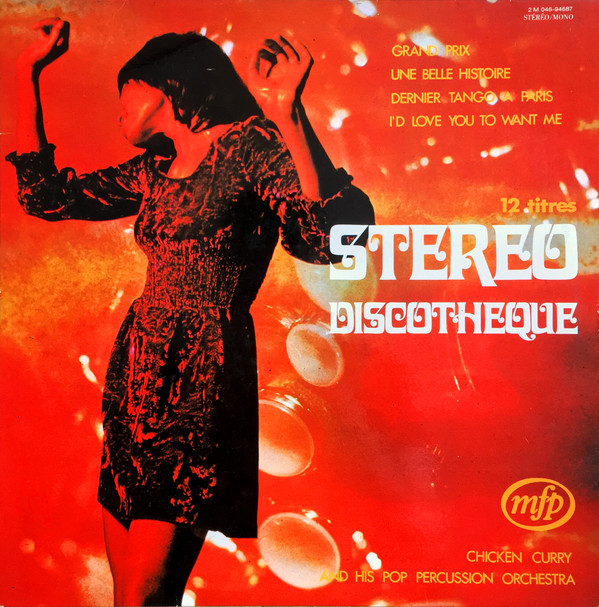 2 M 046-94687
STÉRÉO/MONO
GRAND PRIX
UNE BELLE HISTOIRE
DERNIER TANGO A PARIS
I'D LOVE YOU TO WANT ME
12 titres
STEREO
DISCOTHEQUE
mfp
CHICKEN CURRY
AND HIS POP PERCUSSION ORCHESTRA